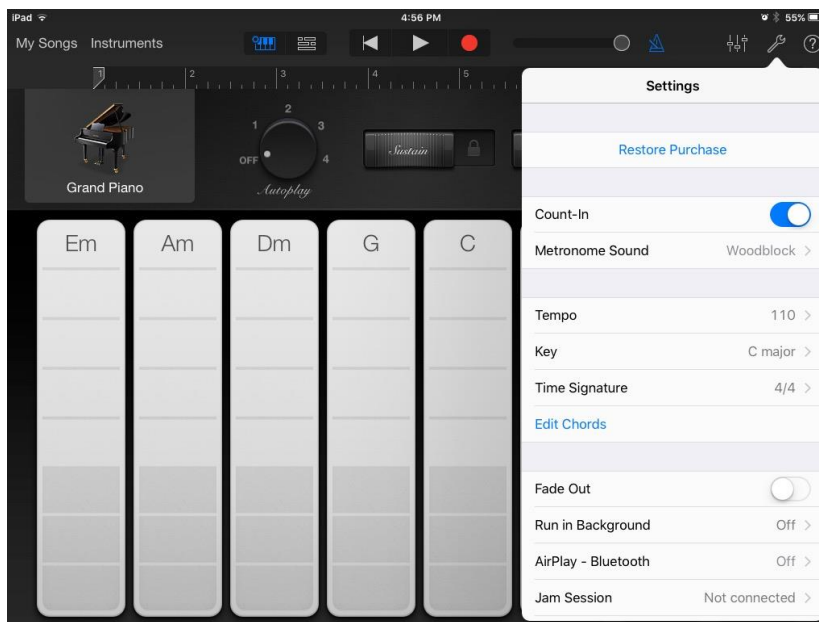 iPad 4:56 PM 55%
My Songs Instruments
1 2 3 4 5
Settings
2
1 3
Restore Purchase
Sustain
OFF 4
Grand Piano Autoplay
Count-In
Em Am Dm G C
Metronome Sound Woodblock >
Tempo 110 >
Key C major >
Time Signature 4/4 >
Edit Chords
Fade Out
Run in Background Off >
AirPlay - Bluetooth Off >
Jam Session Not connected >